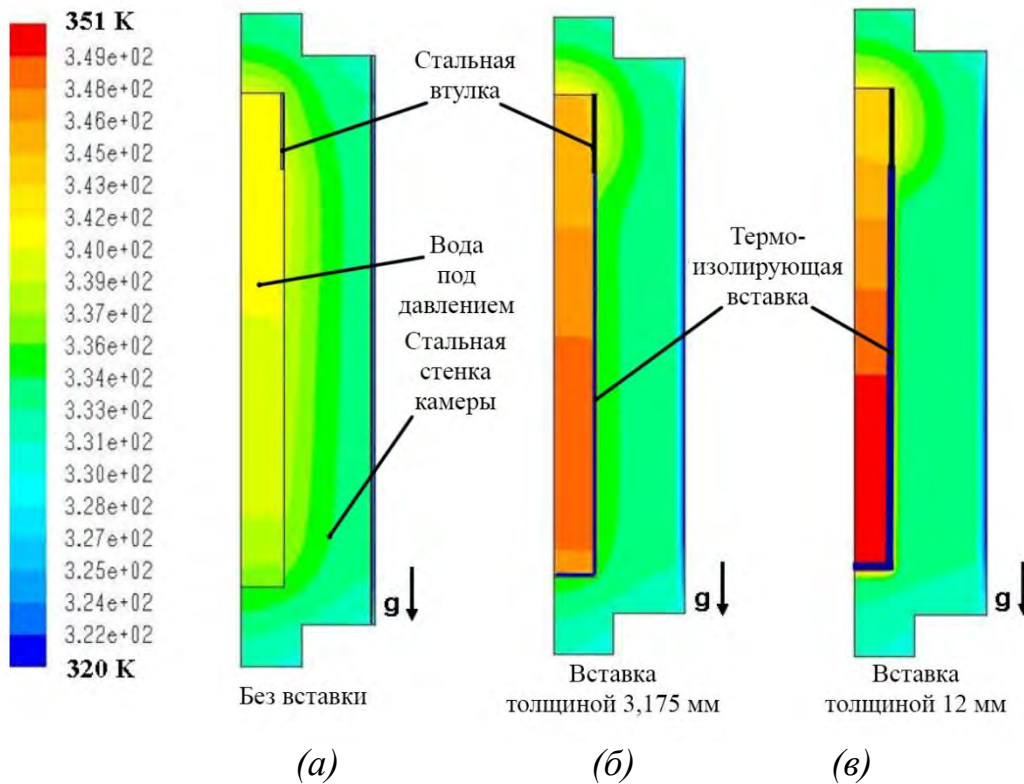 351 K
3.49e+02
3.48e+02
3.46e+02
3.45e+02
3.43e+02
3.42e+02
3.40e+02
3.39e+02
3.37e+02
3.36e+02
3.34e+02
3.33e+02
3.31e+02
3.30e+02
3.28e+02
3.27e+02
3.25e+02
3.24e+02
3.22e+02
320 K
Стальная
втулка
Вода
под
давлением
Стальная
стенка
камеры
Термо-
изолирующая
вставка
g
g
g
Без вставки
Вставка
толщиной 3,175 мм
Вставка
толщиной 12 мм
(а)
(б)
(в)